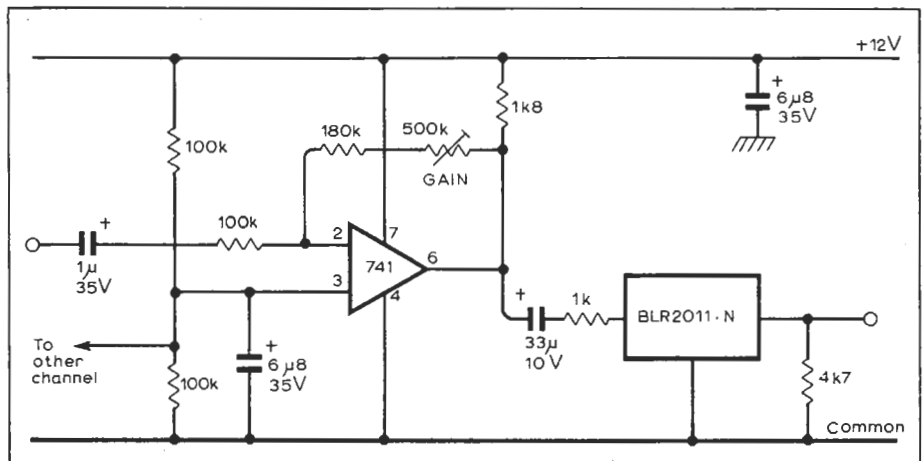 +12V
+
6µ8
35V
1k8
180k
500k
GAIN
100k
100k
+
1µ
35V
2
7
741
6
3
4
+
33µ
10V
1k
BLR2011·N
To
other
channel
+
6µ8
35V
100k
4k7
Common